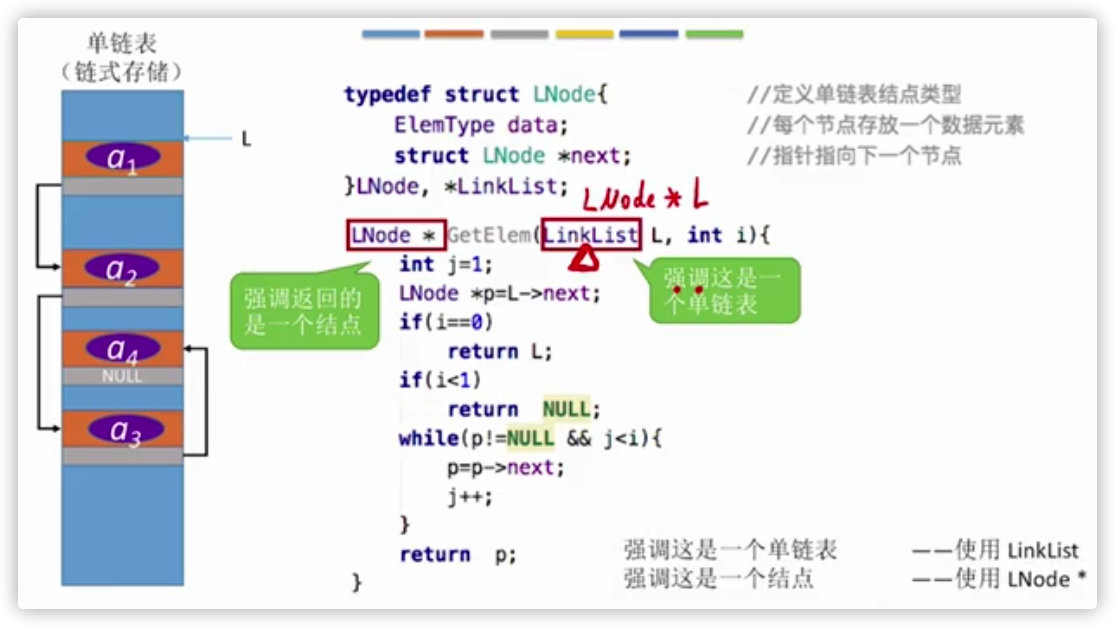 单链表
（链式存储）
L
a1
a2
a4
NULL
a3
typedef struct LNode{ //定义单链表结点类型
ElemType data; //每个节点存放一个数据元素
struct LNode *next; //指针指向下一个节点
}LNode, *LinkList;
LNode * L
LNode * GetElem(LinkList L, int i){
int j=1;
LNode *p=L->next;
if(i==0)
return L;
if(i<1)
return NULL;
while(p!=NULL && j<i){
p=p->next;
j++;
}
return p;
}
强调返回的
是一个结点
强调这是一
个单链表
强调这是一个单链表 ——使用 LinkList
强调这是一个结点 ——使用 LNode *